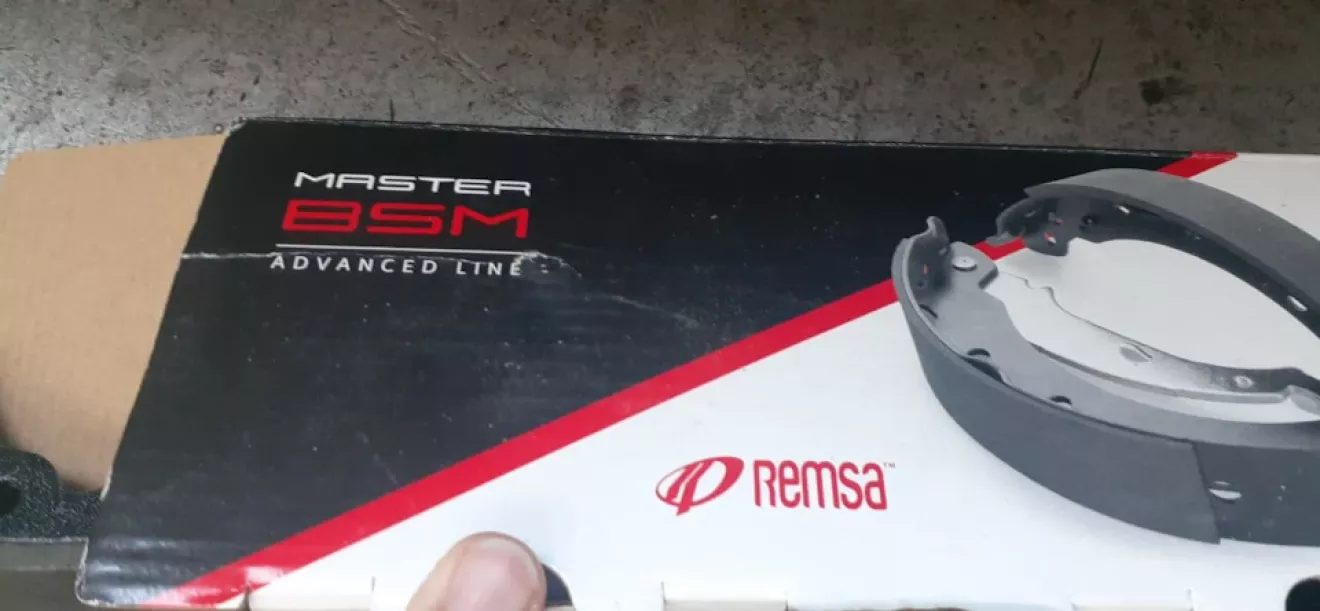 MASTER
BSM
ADVANCED LINE
Remsa™